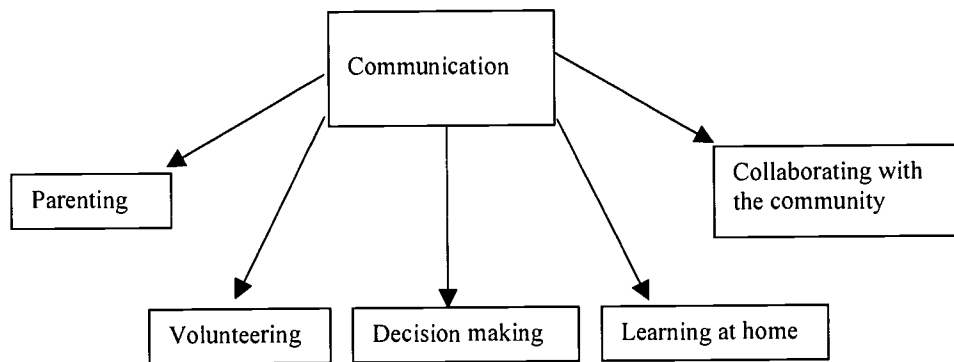 Communication
Parenting
Collaborating with
the community
Volunteering
Decision making
Learning at home